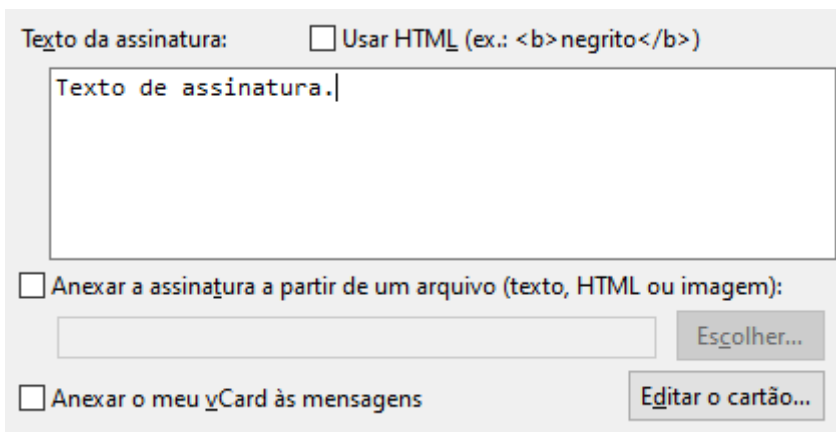 Texto da assinatura: Usar HTML (ex.: <b>negrito</b>)
Texto de assinatura.
Anexar a assinatura a partir de um arquivo (texto, HTML ou imagem):
Escolher...
Anexar o meu vCard às mensagens Editar o cartão...